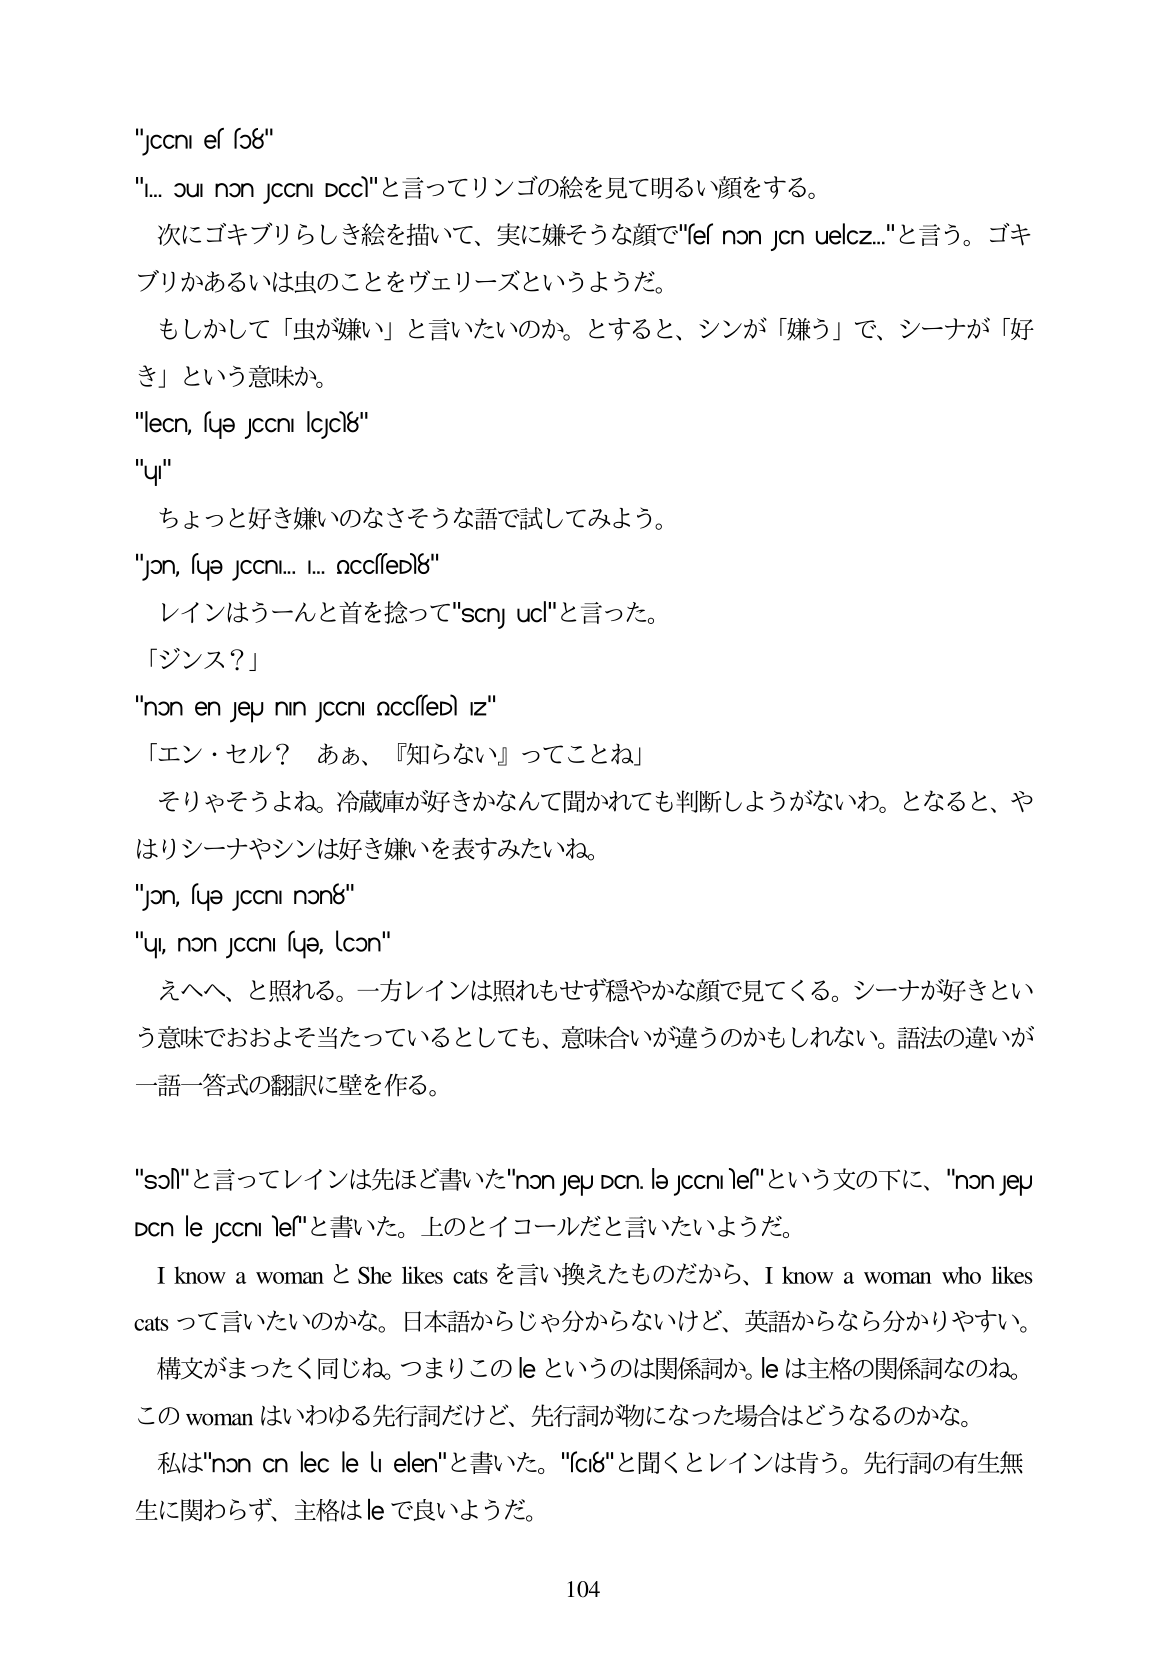 "ȷccnı eſ ſɔ8"
"ı... ɔuı nɔn ȷccnı ᴅccl"と言ってリンゴの絵を見て明るい顔をする。
次にゴキブリらしき絵を描いて、実に嫌そうな顔で"ſeſ nɔn ȷcn uelcz..."と言う。ゴキ
ブリかあるいは虫のことをヴェリーズというようだ。
もしかして「虫が嫌い」と言いたいのか。とすると、シンが「嫌う」で、シーナが「好
き」という意味か。
"lecn, ſyə ȷccnı lcȷcl8"
"yı"
ちょっと好き嫌いのなさそうな語で試してみよう。
"ȷɔn, ſyə ȷccnı... ı... ռccſſeᴅl8"
レインはうーんと首を捻って"scnȷ ucl"と言った。
「ジンス？」
"nɔn en ȷeμ nın ȷccnı ռccſſeᴅl ız"
「エン・セル？　あぁ、『知らない』ってことね」
そりゃそうよね。冷蔵庫が好きかなんて聞かれても判断しようがないわ。となると、や
はりシーナやシンは好き嫌いを表すみたいね。
"ȷɔn, ſyə ȷccnı nɔn8"
"yı, nɔn ȷccnı ſyə, lcɔn"
えへへ、と照れる。一方レインは照れもせず穏やかな顔で見てくる。シーナが好きとい
う意味でおおよそ当たっているとしても、意味合いが違うのかもしれない。語法の違いが
一語一答式の翻訳に壁を作る。
"sɔſl"と言ってレインは先ほど書いた"nɔn ȷeμ ᴅcn. lə ȷccnı leſ"という文の下に、"nɔn ȷeμ
ᴅcn le ȷccnı leſ"と書いた。上のとイコールだと言いたいようだ。
I know a woman と She likes cats を言い換えたものだから、I know a woman who likes
cats って言いたいのかな。日本語からじゃ分からないけど、英語からなら分かりやすい。
構文がまったく同じね。つまりこの le というのは関係詞か。le は主格の関係詞なのね。
この woman はいわゆる先行詞だけど、先行詞が物になった場合はどうなるのかな。
私は"nɔn cn lec le lı elen"と書いた。"ſcı8"と聞くとレインは肯う。先行詞の有生無
生に関わらず、主格は le で良いようだ。
104